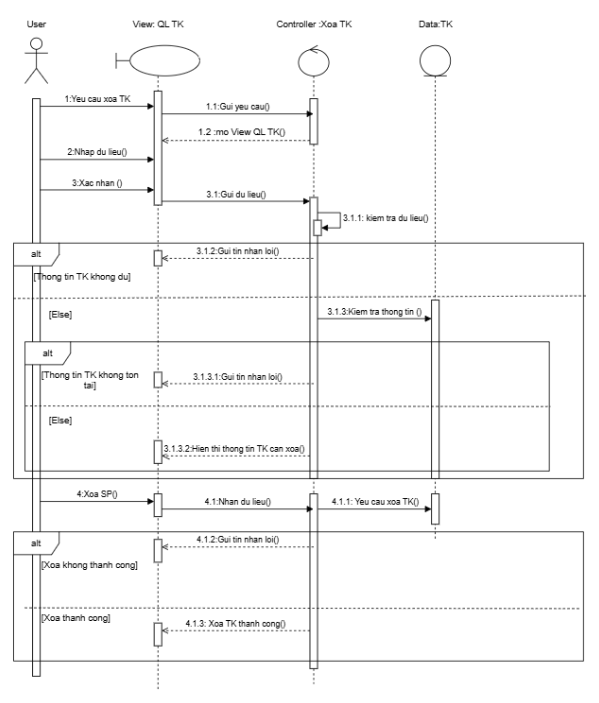 User
View: QL TK
Controller :Xoa TK
Data:TK
1:Yeu cau xoa TK
1.1:Gui yeu cau()
1.2 :mo View QL TK()
2:Nhap du lieu()
3:Xac nhan ()
3.1:Gui du lieu()
3.1.1: kiem tra du lieu()
alt
3.1.2:Gui tin nhan loi()
[Thong tin TK khong du]
[Else]
3.1.3:Kiem tra thong tin ()
alt
[Thong tin TK khong ton
tai]
3.1.3.1:Gui tin nhan loi()
[Else]
3.1.3.2:Hien thi thong tin TK can xoa()
4:Xoa SP()
4.1:Nhan du lieu()
4.1.1: Yeu cau xoa TK()
alt
4.1.2:Gui tin nhan loi()
[Xoa khong thanh cong]
[Xoa thanh cong]
4.1.3: Xoa TK thanh cong()